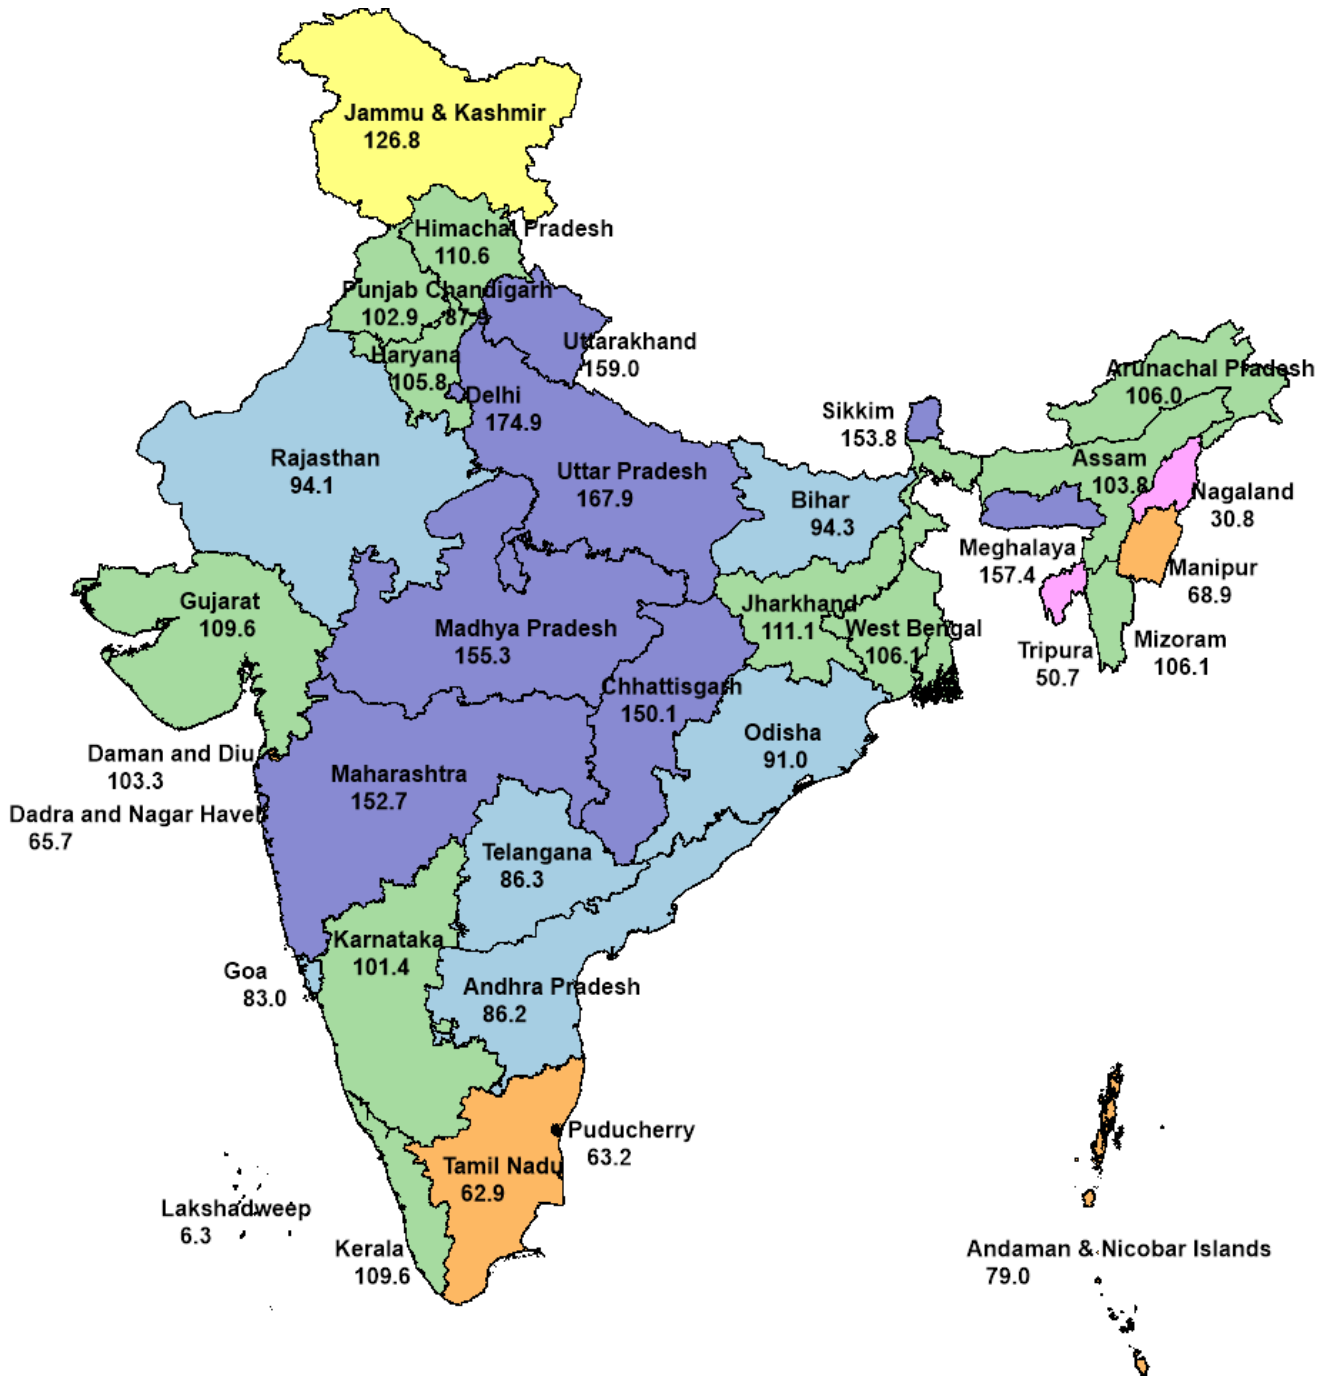 Jammu & Kashmir
126.8
Himachal Pradesh
110.6
Punjab
102.9
Chandigarh
87.9
Uttarakhand
159.0
Haryana
105.8
Delhi
174.9
Arunachal Pradesh
106.0
Sikkim
153.8
Rajasthan
94.1
Uttar Pradesh
167.9
Bihar
94.3
Assam
103.8
Nagaland
30.8
Meghalaya
157.4
Manipur
68.9
Gujarat
109.6
Madhya Pradesh
155.3
Jharkhand
111.1
West Bengal
106.1
Tripura
50.7
Mizoram
106.1
Chhattisgarh
150.1
Odisha
91.0
Daman and Diu
103.3
Maharashtra
152.7
Dadra and Nagar Haveli
65.7
Telangana
86.3
Karnataka
101.4
Goa
83.0
Andhra Pradesh
86.2
Puducherry
63.2
Tamil Nadu
62.9
Lakshadweep
6.3
Kerala
109.6
Andaman & Nicobar Islands
79.0